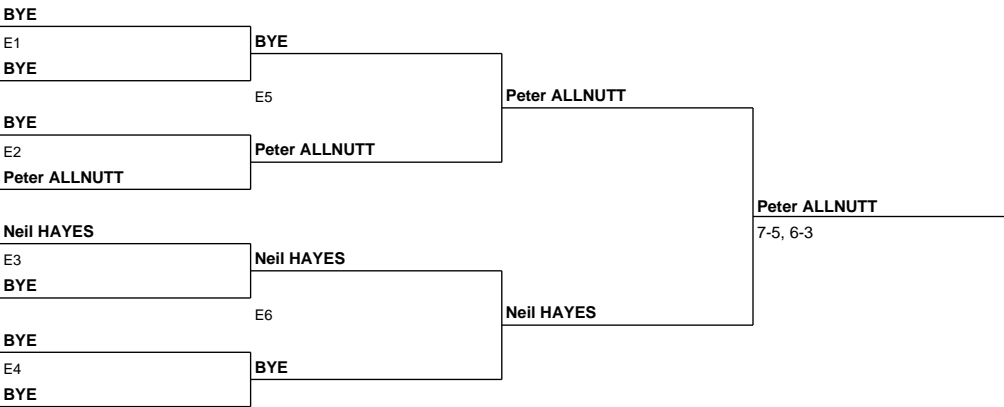 BYE
E1
BYE
BYE
E5
Peter ALLNUTT
BYE
E2
Peter ALLNUTT
Peter ALLNUTT
Peter ALLNUTT
7-5, 6-3
Neil HAYES
E3
Neil HAYES
BYE
E6
Neil HAYES
BYE
E4
BYE
BYE